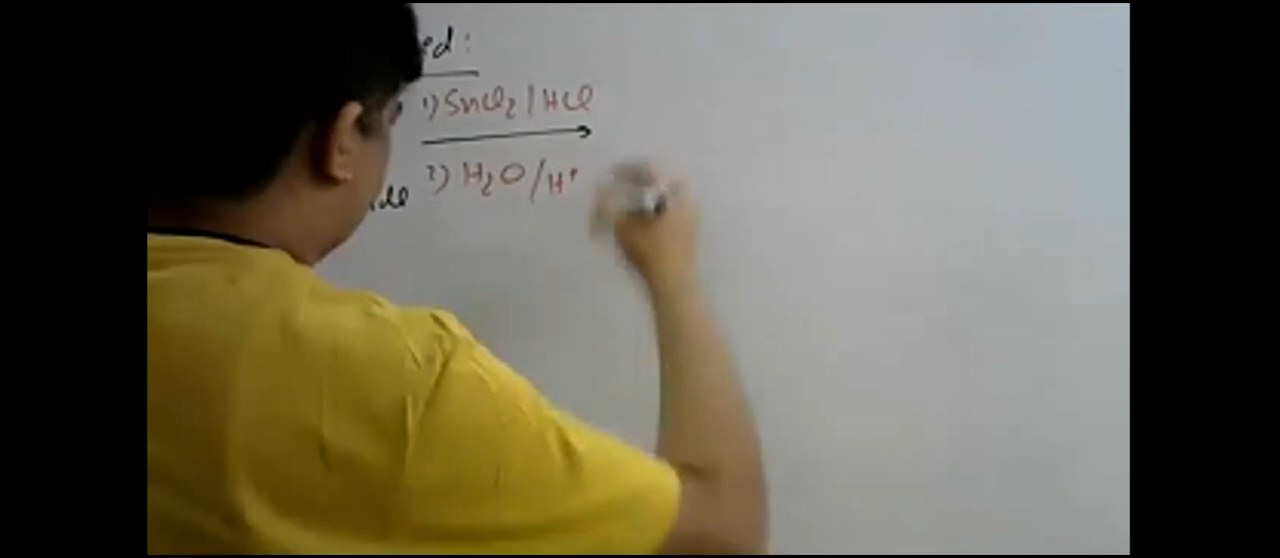 ed:
1) SnCl2 / HCl
2) H2O / H+